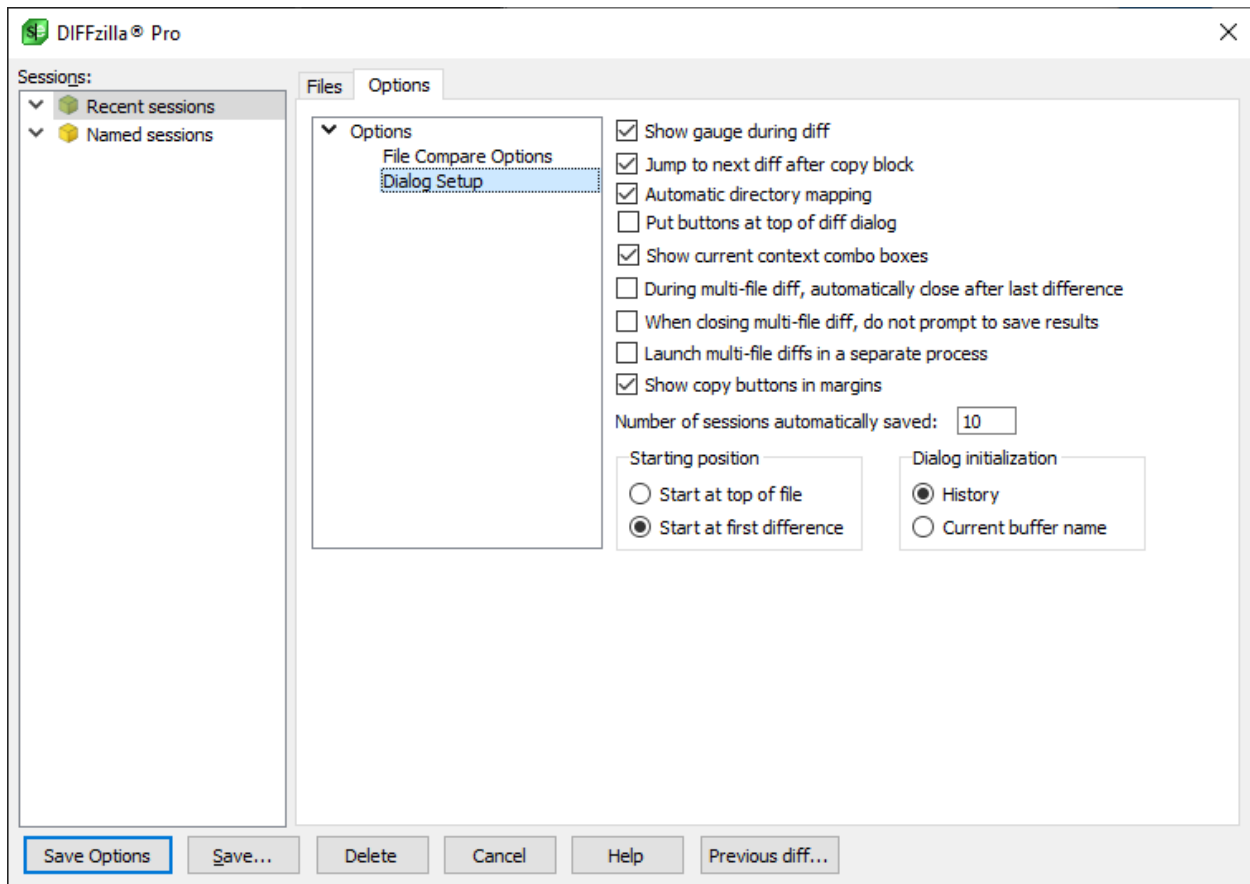 DIFFzilla® Pro
Sessions:
Recent sessions
Named sessions
Files
Options
Options
File Compare Options
Dialog Setup
Show gauge during diff
Jump to next diff after copy block
Automatic directory mapping
Put buttons at top of diff dialog
Show current context combo boxes
During multi-file diff, automatically close after last difference
When closing multi-file diff, do not prompt to save results
Launch multi-file diffs in a separate process
Show copy buttons in margins
Number of sessions automatically saved: 10
Starting position
Start at top of file
Start at first difference
Dialog initialization
History
Current buffer name
Save Options
Save...
Delete
Cancel
Help
Previous diff...